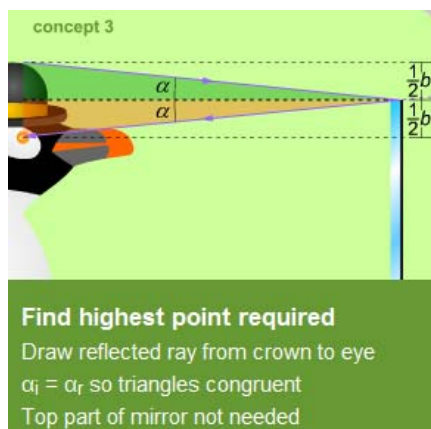 concept 3
α
α
½b
½b
Find highest point required
Draw reflected ray from crown to eye
αi = αr so triangles congruent
Top part of mirror not needed